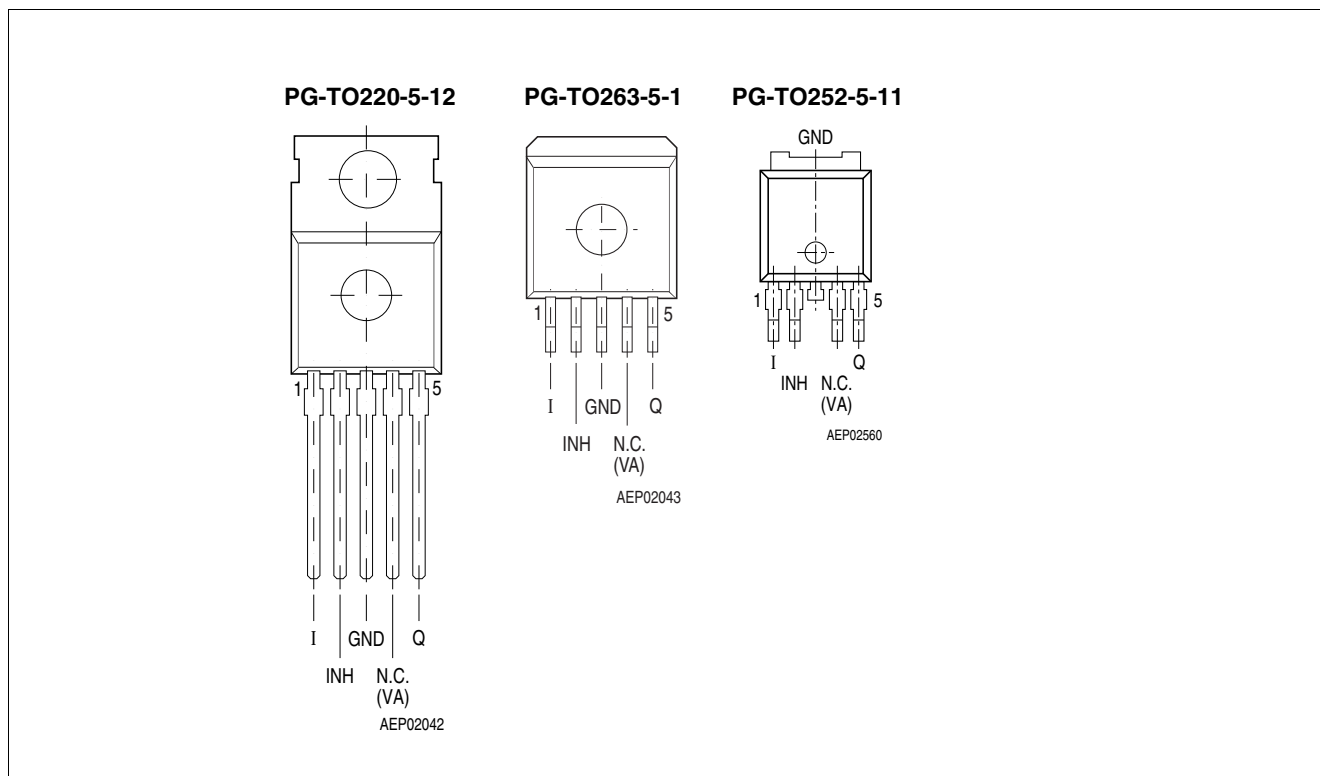 PG-TO220-5-12
1
5
I GND Q
INH N.C.
(VA)
AEP02042
PG-TO263-5-1
1
5
I GND Q
INH N.C.
(VA)
AEP02043
PG-TO252-5-11
GND
1
5
I Q
INH N.C.
(VA)
AEP02560